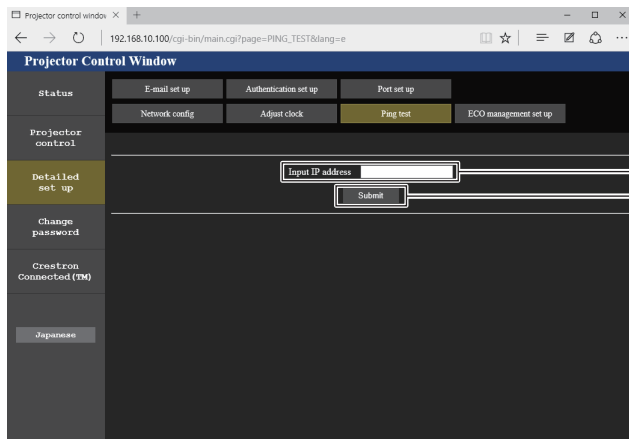 Projector control window
192.168.10.100/cgi-bin/main.cgi?page=PING_TEST&lang=e
Projector Control Window
Status
Projector
control
Detailed
set up
Change
password
Crestron
Connected(TM)
Japanese
E-mail set up
Authentication set up
Port set up
Network config
Adjust clock
Ping test
ECO management set up
Input IP address
Submit